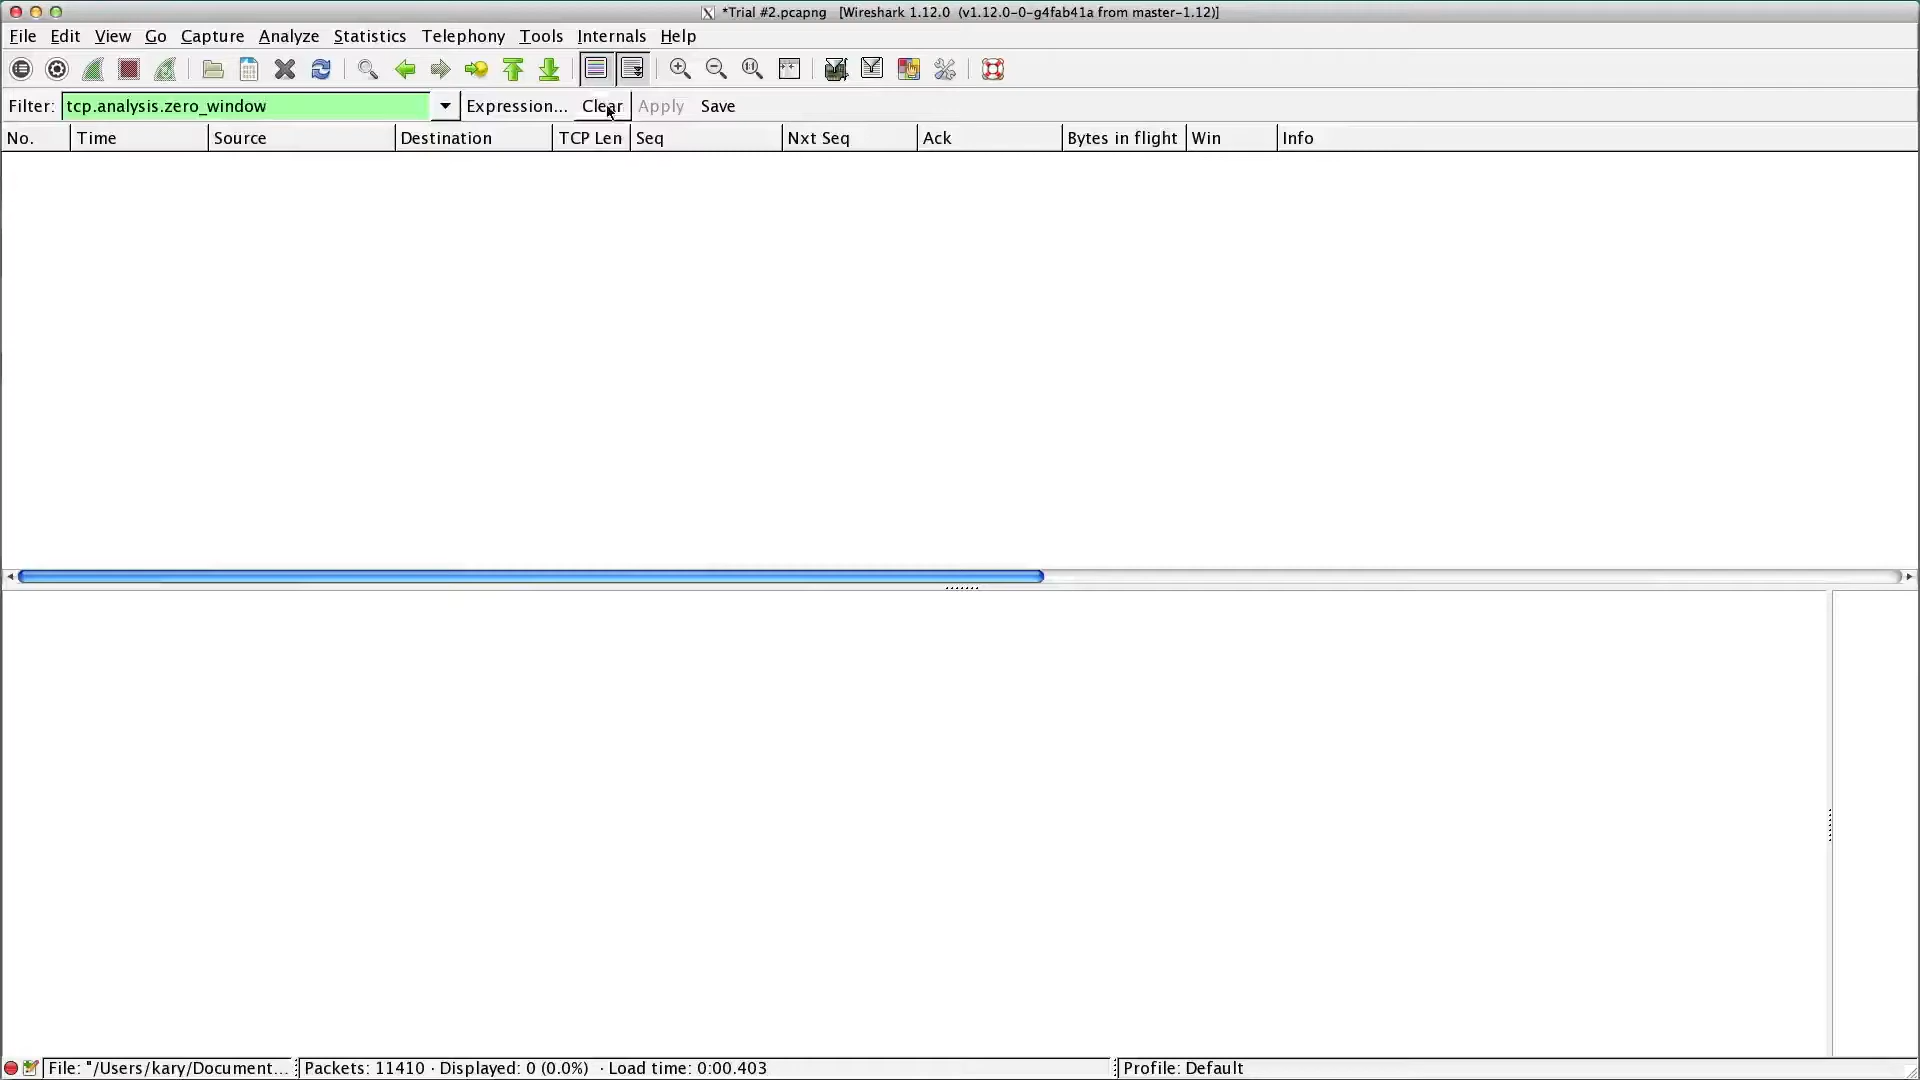 *Trial #2.pcapng [Wireshark 1.12.0 (v1.12.0-0-g4fab41a from master-1.12)]
File Edit View Go Capture Analyze Statistics Telephony Tools Internals Help
Filter: tcp.analysis.zero_window Expression... Clear Apply Save
No. Time Source Destination TCP Len Seq Nxt Seq Ack Bytes in flight Win Info
File: "/Users/kary/Document... Packets: 11410 · Displayed: 0 (0.0%) · Load time: 0:00.403 Profile: Default